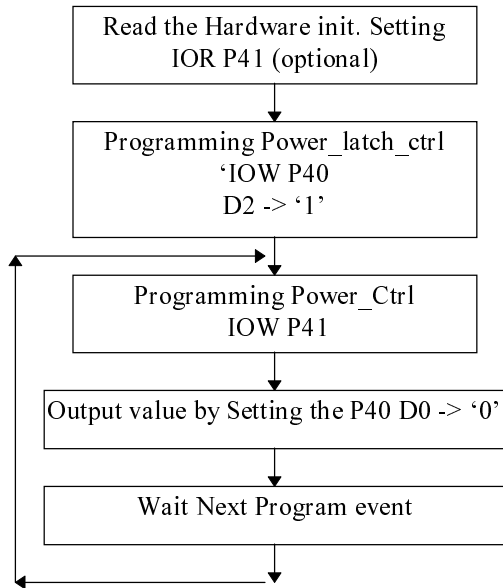 Read the Hardware init. Setting
IOR P41 (optional)
Programming Power_latch_ctrl
‘IOW P40
D2 -> ‘1’
Programming Power_Ctrl
IOW P41
Output value by Setting the P40 D0 -> ‘0’
Wait Next Program event